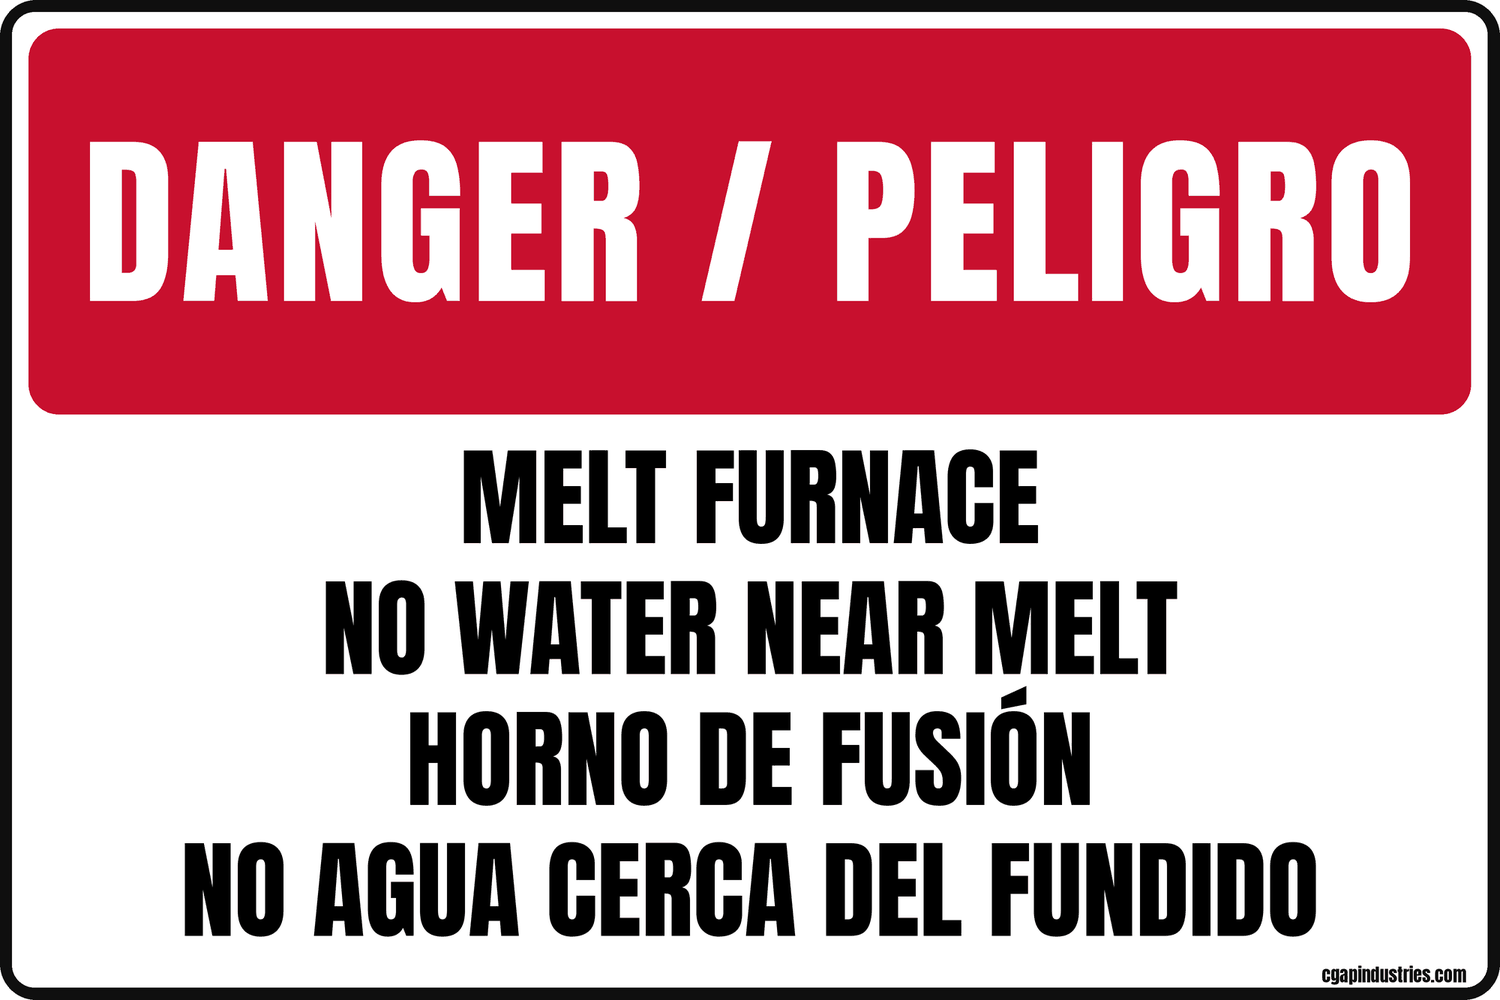 DANGER / PELIGRO
MELT FURNACE
NO WATER NEAR MELT
HORNO DE FUSIÓN
NO AGUA CERCA DEL FUNDIDO
cgapindustries.com